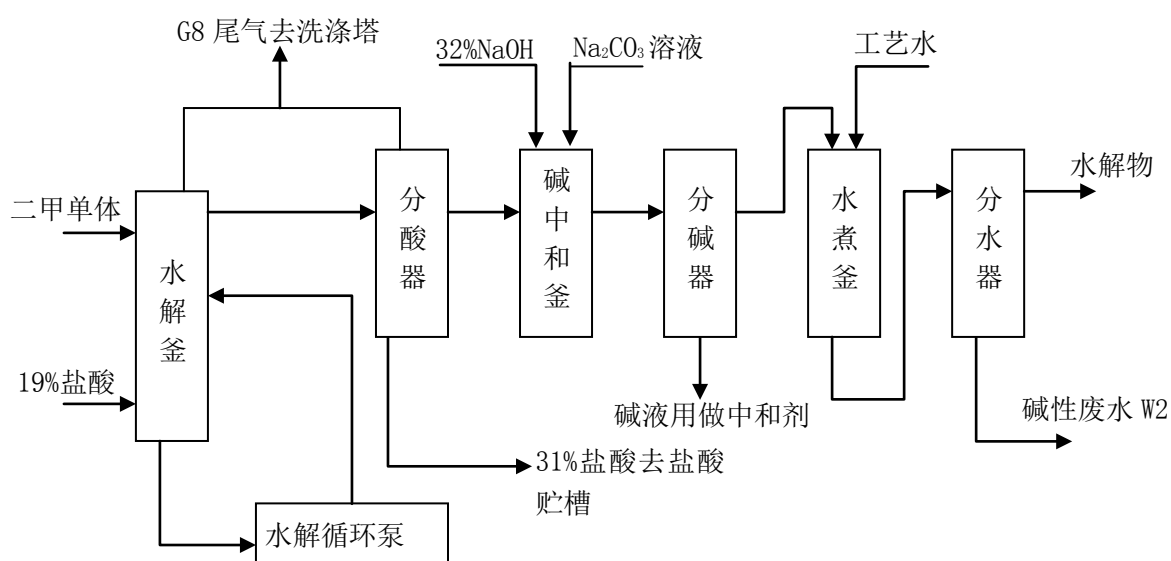 G8 尾气去洗涤塔
32%NaOH
Na₂CO₃溶液
工艺水
二甲单体
19%盐酸
水解釜
分酸器
碱中和釜
分碱器
水煮釜
分水器
水解物
碱液用做中和剂
碱性废水 W2
31%盐酸去盐酸
贮槽
水解循环泵